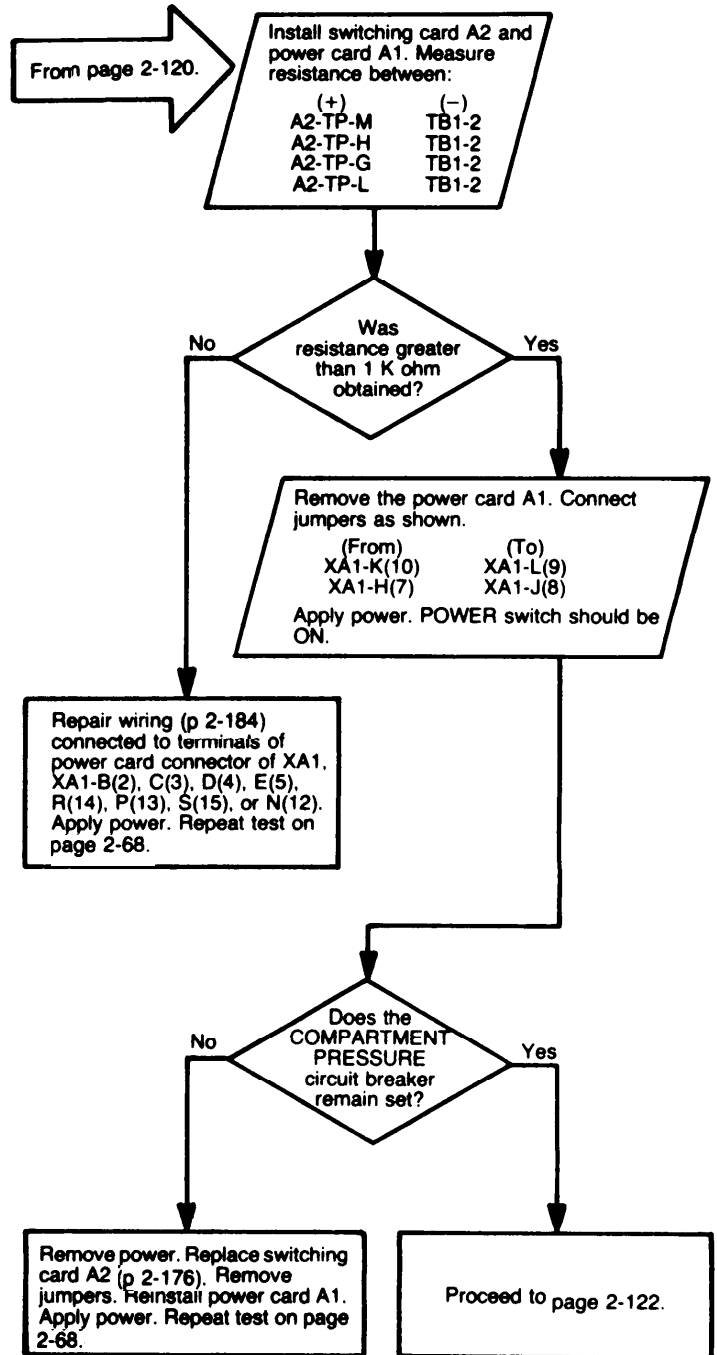 From page 2-120.
Install switching card A2 and
power card A1. Measure
resistance between:
(+) (−)
A2-TP-M TB1-2
A2-TP-H TB1-2
A2-TP-G TB1-2
A2-TP-L TB1-2
Was
resistance greater
than 1 K ohm
obtained?
No
Yes
Remove the power card A1. Connect
jumpers as shown.
(From) (To)
XA1-K(10) XA1-L(9)
XA1-H(7) XA1-J(8)
Apply power. POWER switch should be
ON.
Repair wiring (p 2-184)
connected to terminals of
power card connector of XA1,
XA1-B(2), C(3), D(4), E(5),
R(14), P(13), S(15), or N(12).
Apply power. Repeat test on
page 2-68.
Does the
COMPARTMENT
PRESSURE
circuit breaker
remain set?
No
Yes
Remove power. Replace switching
card A2 (p 2-176). Remove
jumpers. Reinstall power card A1.
Apply power. Repeat test on page
2-68.
Proceed to page 2-122.